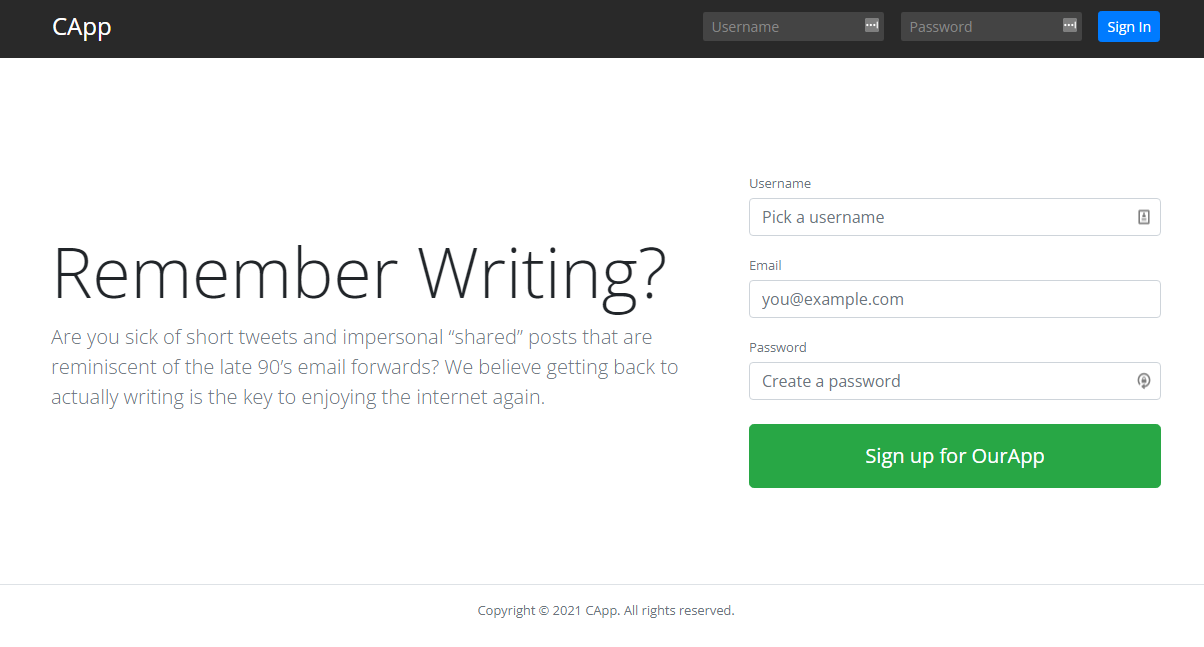 CApp
Username
Password
Sign In
Remember Writing?
Are you sick of short tweets and impersonal “shared” posts that are
reminiscent of the late 90’s email forwards? We believe getting back to
actually writing is the key to enjoying the internet again.
Username
Pick a username
Email
you@example.com
Password
Create a password
Sign up for OurApp
Copyright © 2021 CApp. All rights reserved.